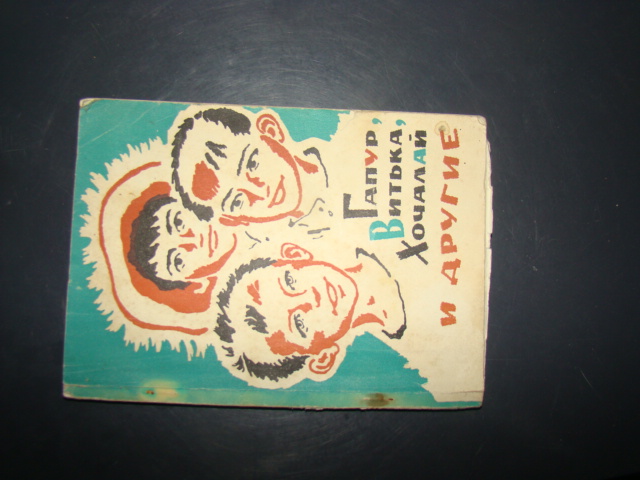 Гапур,
Витька,
Хочалай
и другие